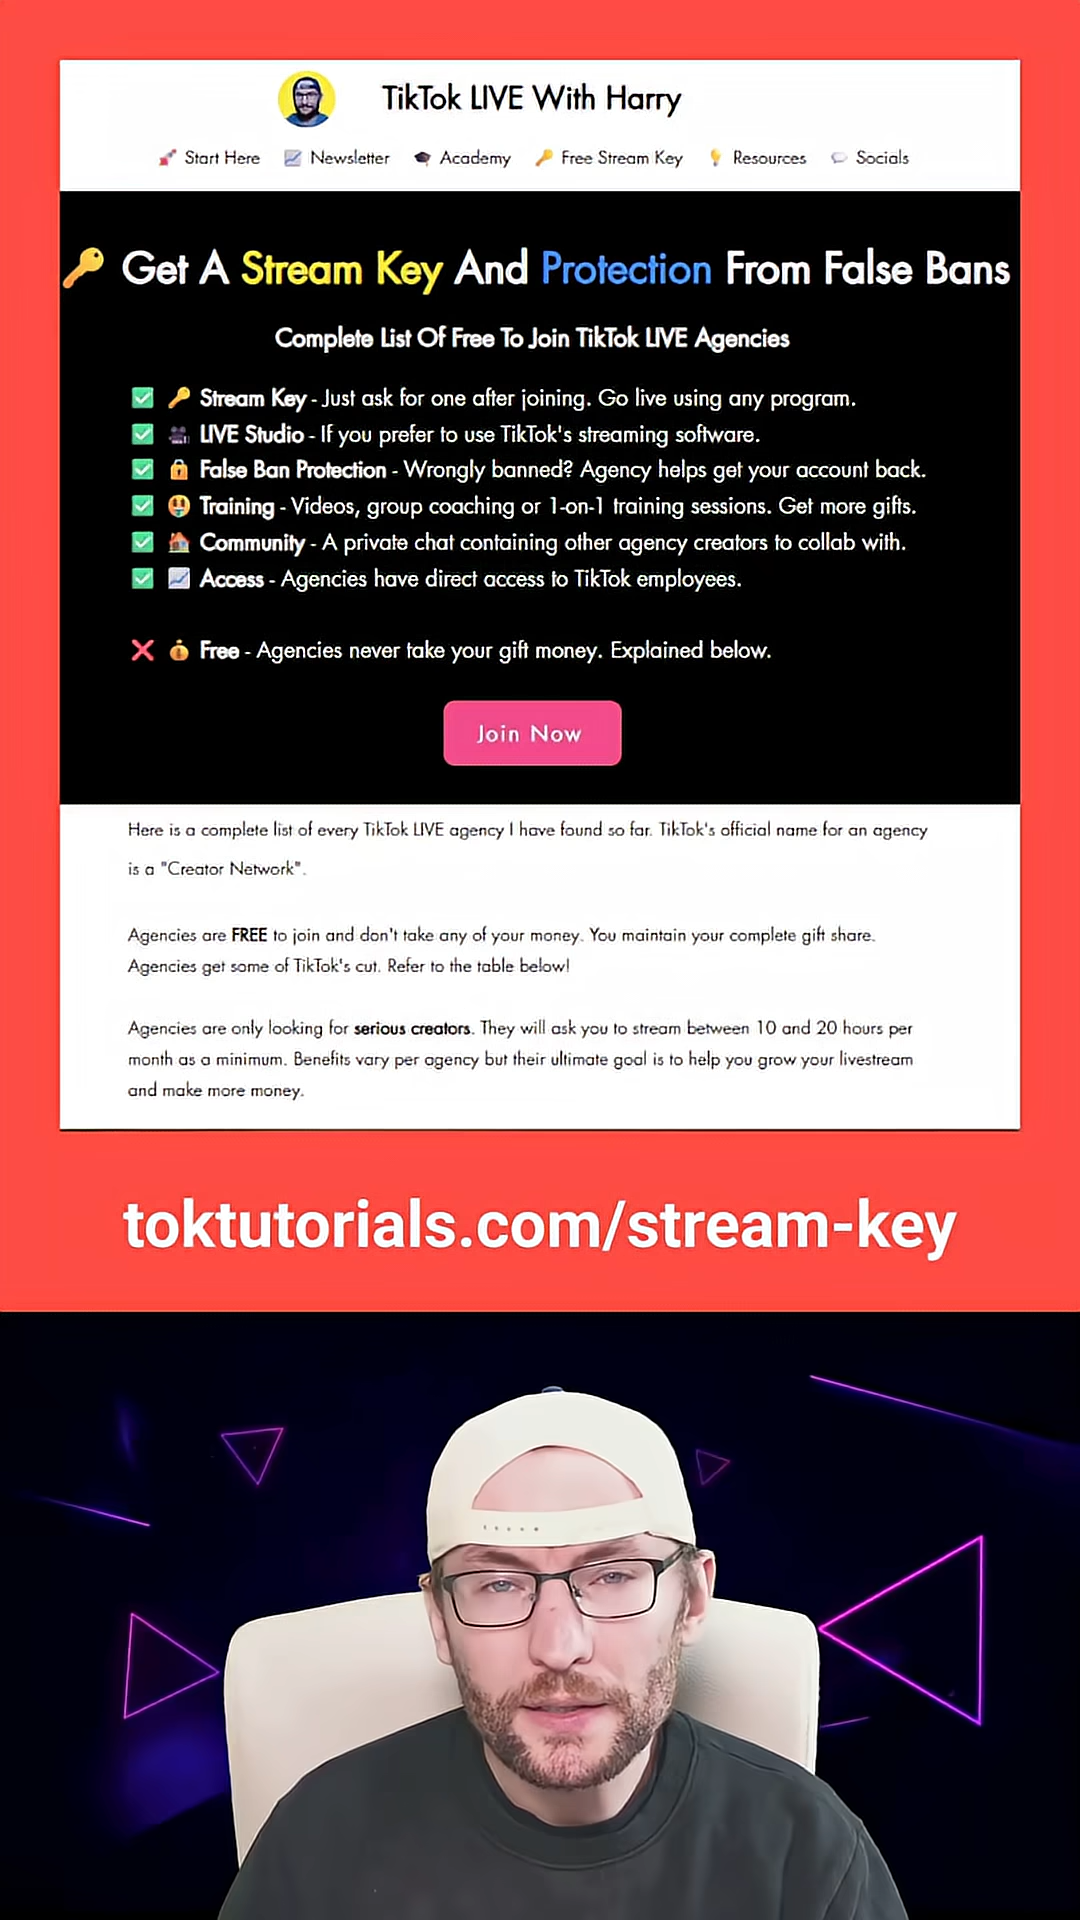 TikTok LIVE With Harry
🚀 Start Here 📈 Newsletter 🎓 Academy 🔑 Free Stream Key 💡 Resources 💬 Socials
🔑 Get A Stream Key And Protection From False Bans
Complete List Of Free To Join TikTok LIVE Agencies
✅ 🔑 Stream Key - Just ask for one after joining. Go live using any program.
✅ 🎥 LIVE Studio - If you prefer to use TikTok's streaming software.
✅ 🔒 False Ban Protection - Wrongly banned? Agency helps get your account back.
✅ 🤑 Training - Videos, group coaching or 1-on-1 training sessions. Get more gifts.
✅ 🏠 Community - A private chat containing other agency creators to collab with.
✅ 📈 Access - Agencies have direct access to TikTok employees.
❌ 💰 Free - Agencies never take your gift money. Explained below.
Join Now
Here is a complete list of every TikTok LIVE agency I have found so far. TikTok's official name for an agency
is a "Creator Network".
Agencies are FREE to join and don't take any of your money. You maintain your complete gift share.
Agencies get some of TikTok's cut. Refer to the table below!
Agencies are only looking for serious creators. They will ask you to stream between 10 and 20 hours per
month as a minimum. Benefits vary per agency but their ultimate goal is to help you grow your livestream
and make more money.
toktutorials.com/stream-key